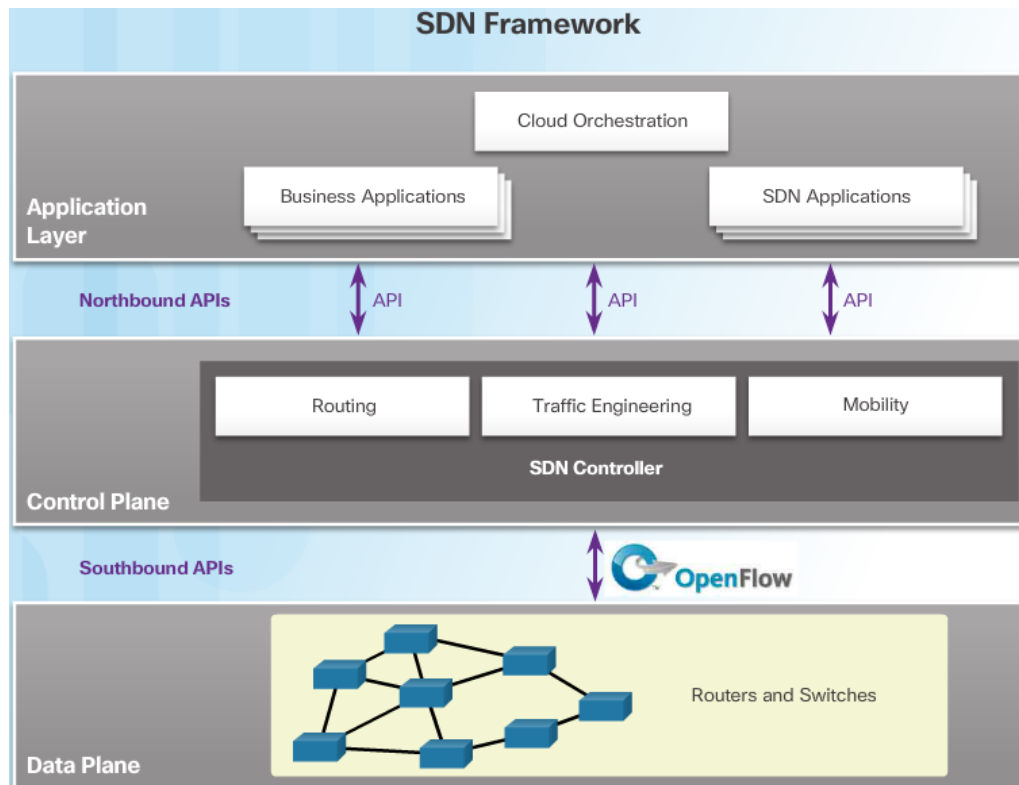 SDN Framework
Cloud Orchestration
Business Applications
SDN Applications
Application
Layer
Northbound APIs
API
API
API
Routing
Traffic Engineering
Mobility
SDN Controller
Control Plane
Southbound APIs
OpenFlow
Routers and Switches
Data Plane